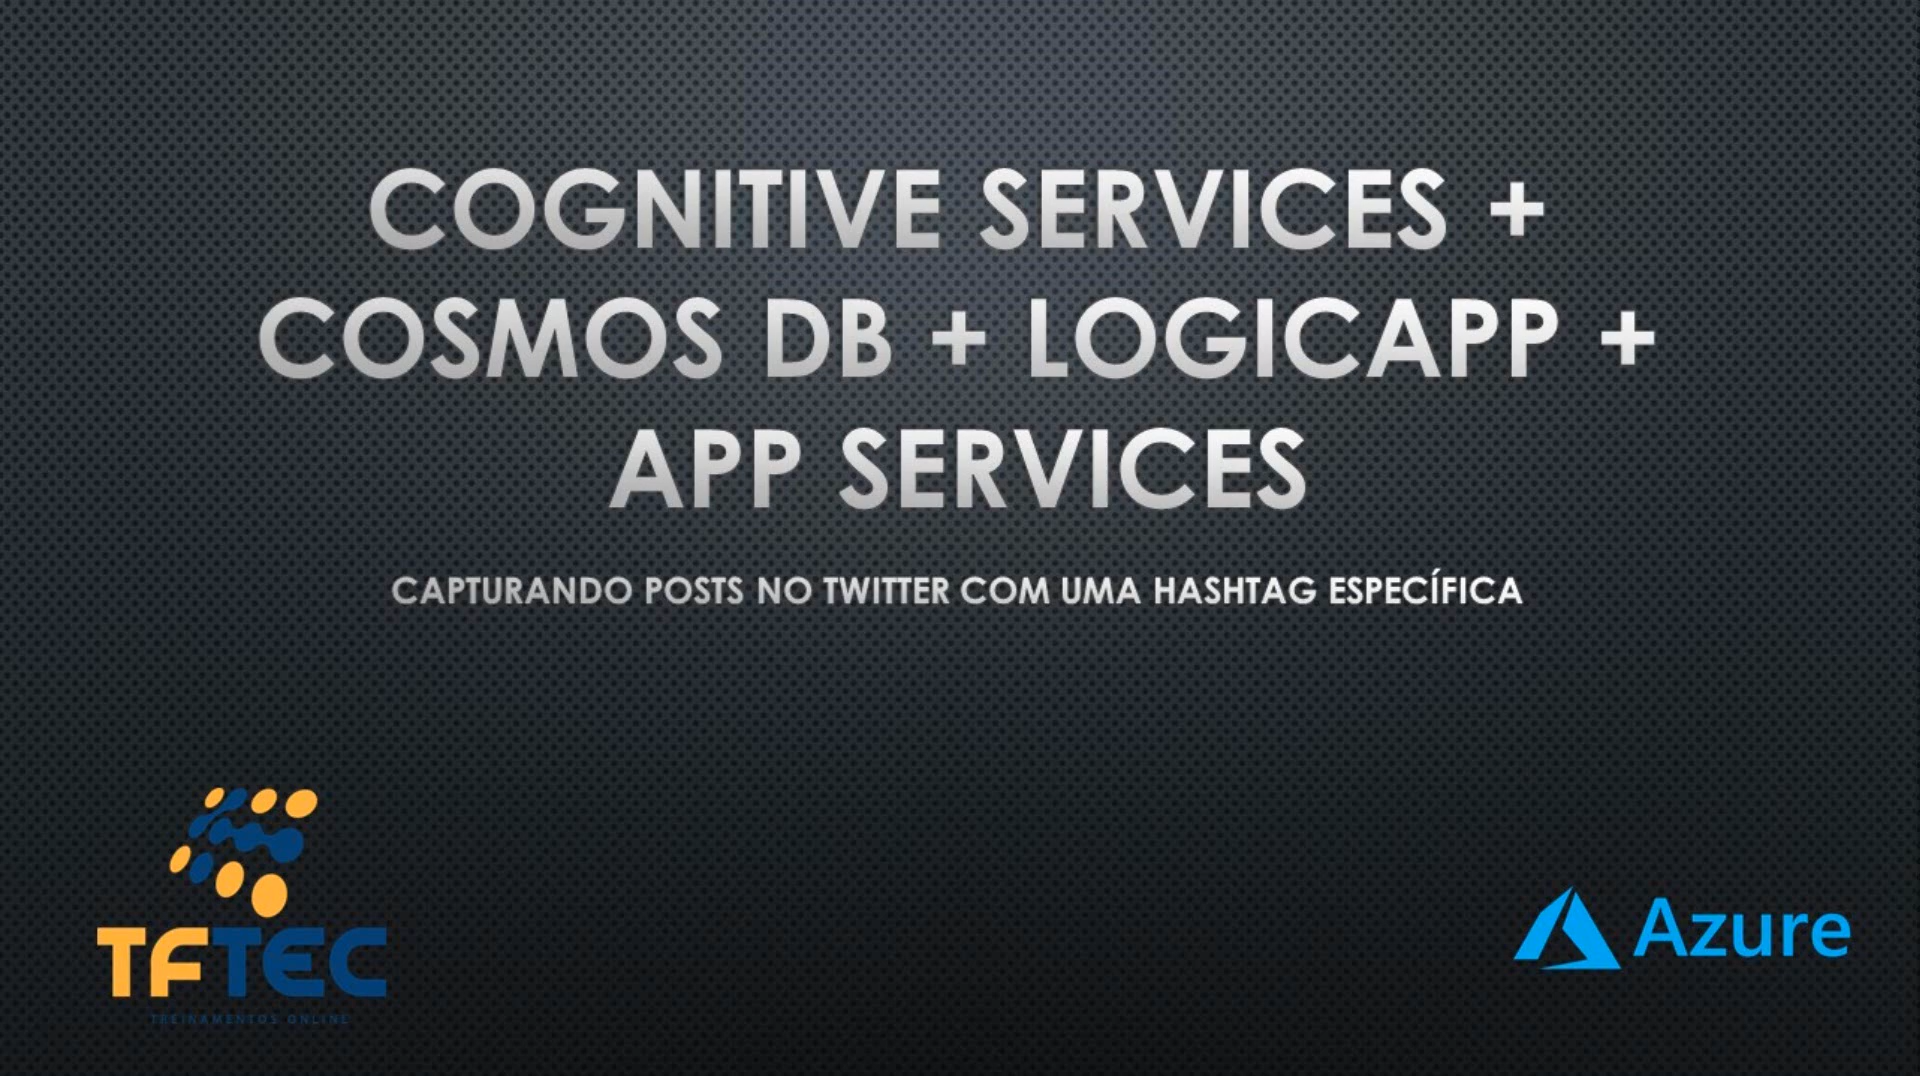 COGNITIVE SERVICES +
COSMOS DB + LOGICAPP +
APP SERVICES
CAPTURANDO POSTS NO TWITTER COM UMA HASHTAG ESPECÍFICA
TFTEC
TREINAMENTOS ONLINE
Azure